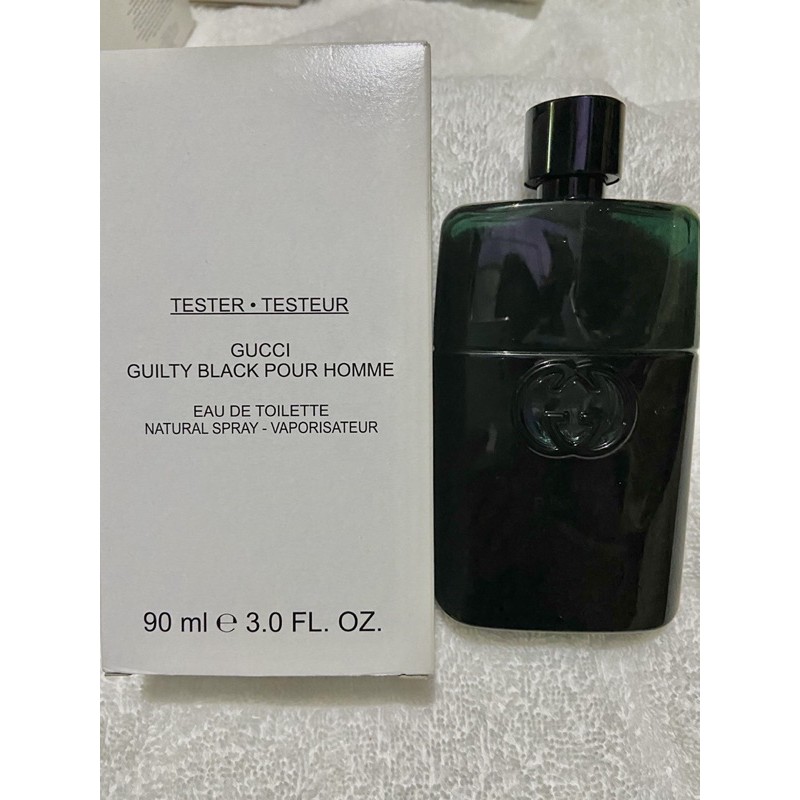 TESTER • TESTEUR
GUCCI
GUILTY BLACK POUR HOMME
EAU DE TOILETTE
NATURAL SPRAY - VAPORISATEUR
90 ml ℮ 3.0 FL. OZ.